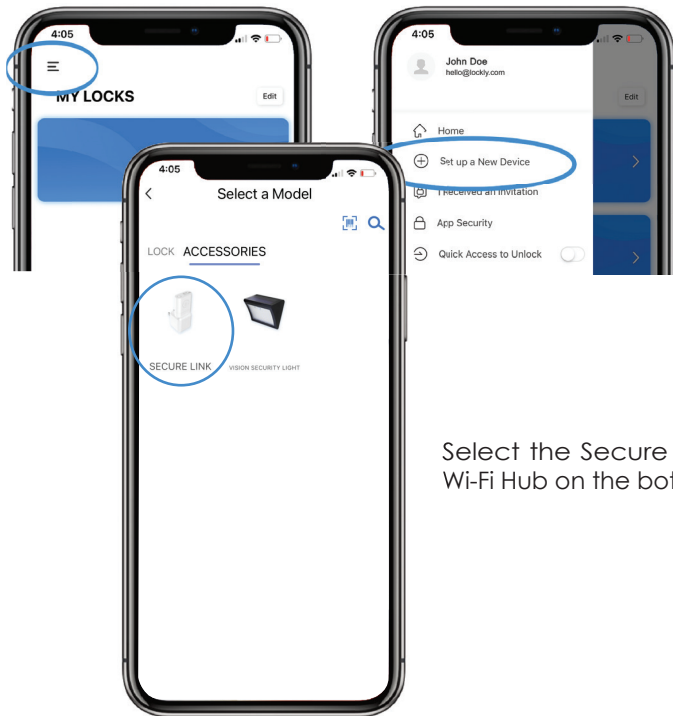 4:05
MY LOCKS
Edit
4:05
John Doe
hello@lockly.com
Edit
Home
Set up a New Device
I Received an Invitation
App Security
Quick Access to Unlock
4:05
Select a Model
LOCK ACCESSORIES
SECURE LINK
VISION SECURITY LIGHT
Select the Secure
Wi-Fi Hub on the